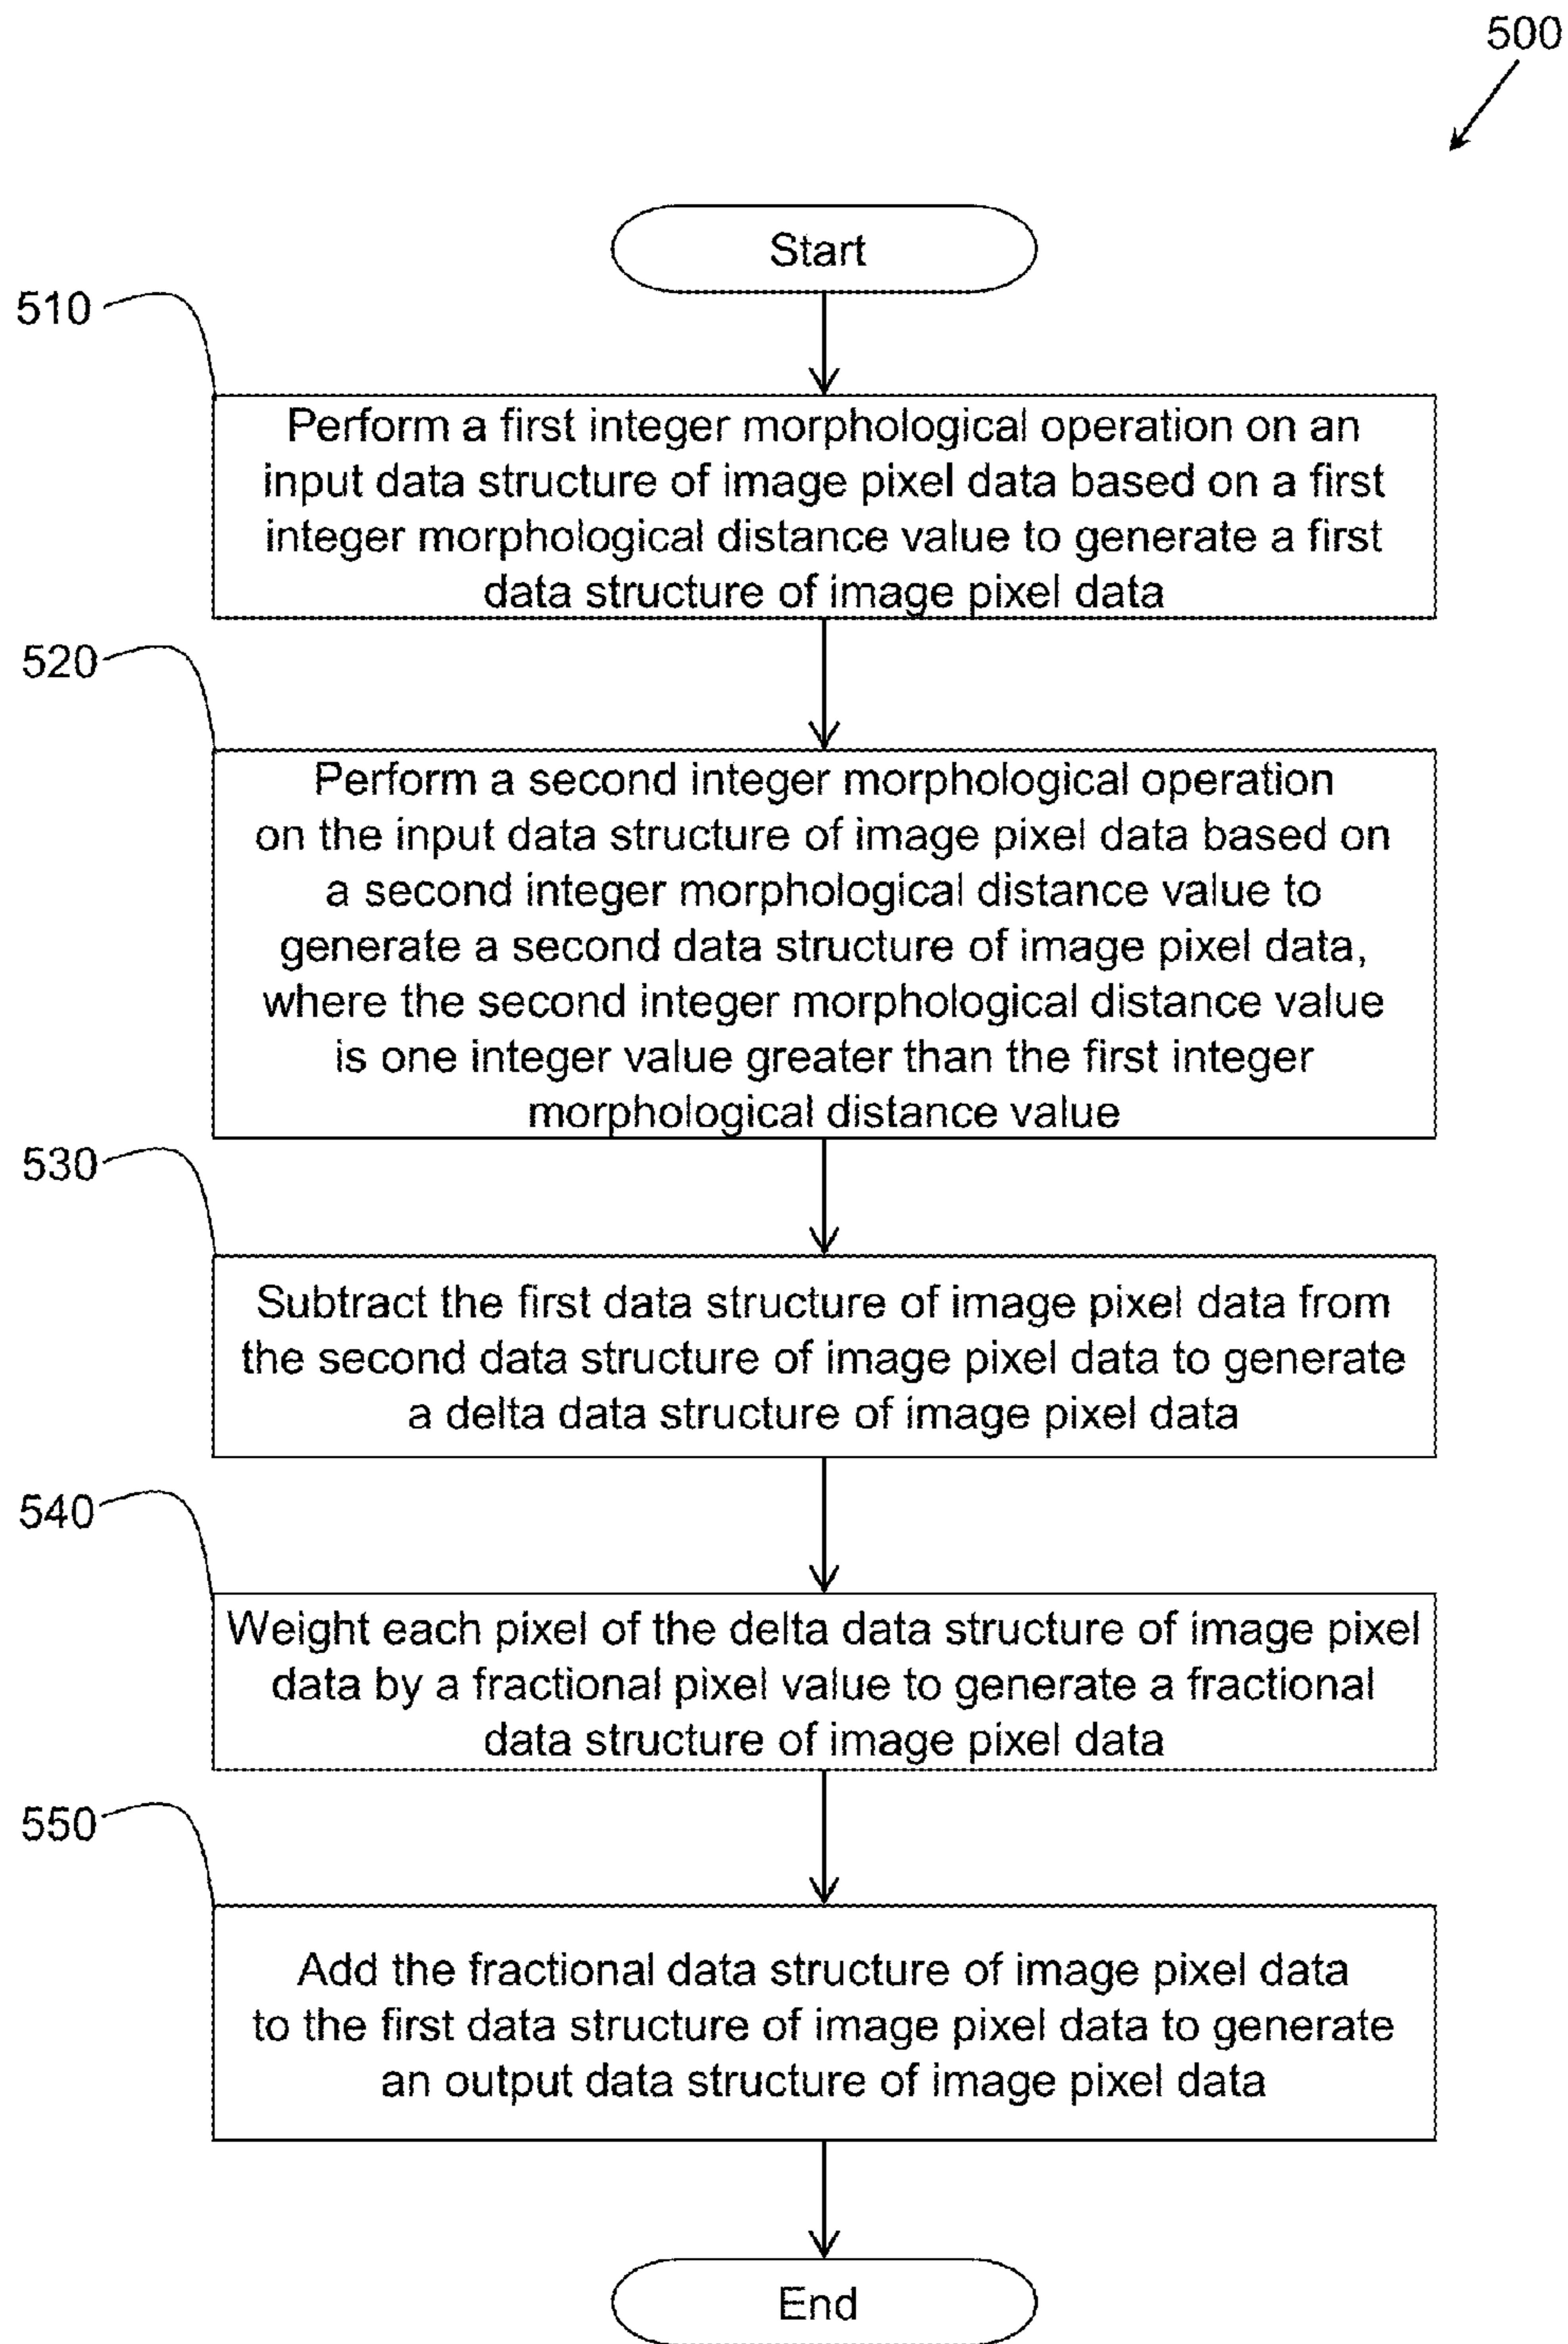 500
Start
510
Perform a first integer morphological operation on an
input data structure of image pixel data based on a first
integer morphological distance value to generate a first
data structure of image pixel data
520
Perform a second integer morphological operation
on the input data structure of image pixel data based on
a second integer morphological distance value to
generate a second data structure of image pixel data,
where the second integer morphological distance value
is one integer value greater than the first integer
morphological distance value
530
Subtract the first data structure of image pixel data from
the second data structure of image pixel data to generate
a delta data structure of image pixel data
540
Weight each pixel of the delta data structure of image pixel
data by a fractional pixel value to generate a fractional
data structure of image pixel data
550
Add the fractional data structure of image pixel data
to the first data structure of image pixel data to generate
an output data structure of image pixel data
End